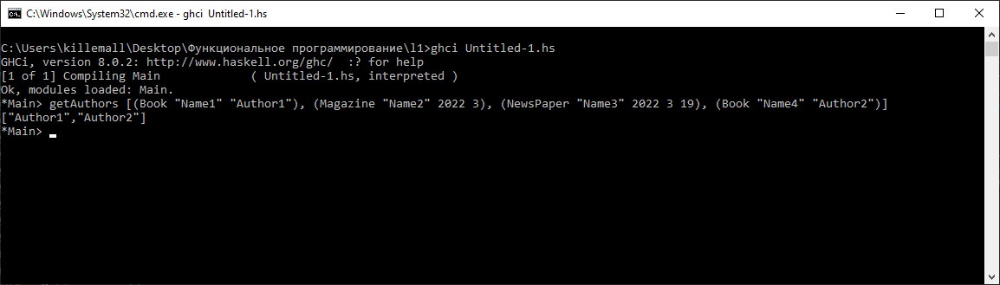 C:\Windows\System32\cmd.exe - ghci Untitled-1.hs
C:\Users\killemall\Desktop\Функциональное программирование\l1>ghci Untitled-1.hs
GHCi, version 8.0.2: http://www.haskell.org/ghc/  :? for help
[1 of 1] Compiling Main             ( Untitled-1.hs, interpreted )
Ok, modules loaded: Main.
*Main> getAuthors [(Book "Name1" "Author1"), (Magazine "Name2" 2022 3), (NewsPaper "Name3" 2022 3 19), (Book "Name4" "Author2")]
["Author1","Author2"]
*Main>